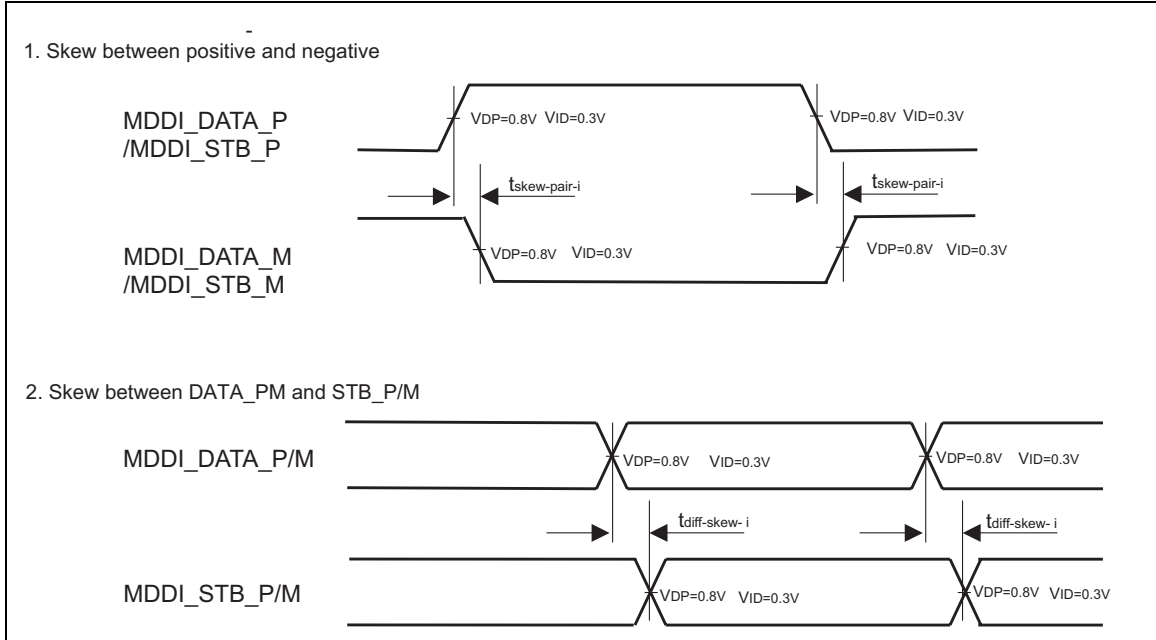 -
1. Skew between positive and negative
MDDI_DATA_P
/MDDI_STB_P
VDP=0.8V VID=0.3V
VDP=0.8V VID=0.3V
tskew-pair-i
tskew-pair-i
MDDI_DATA_M
/MDDI_STB_M
VDP=0.8V VID=0.3V
VDP=0.8V VID=0.3V
2. Skew between DATA_PM and STB_P/M
MDDI_DATA_P/M
VDP=0.8V VID=0.3V
VDP=0.8V VID=0.3V
tdiff-skew- i
tdiff-skew- i
MDDI_STB_P/M
VDP=0.8V VID=0.3V
VDP=0.8V VID=0.3V